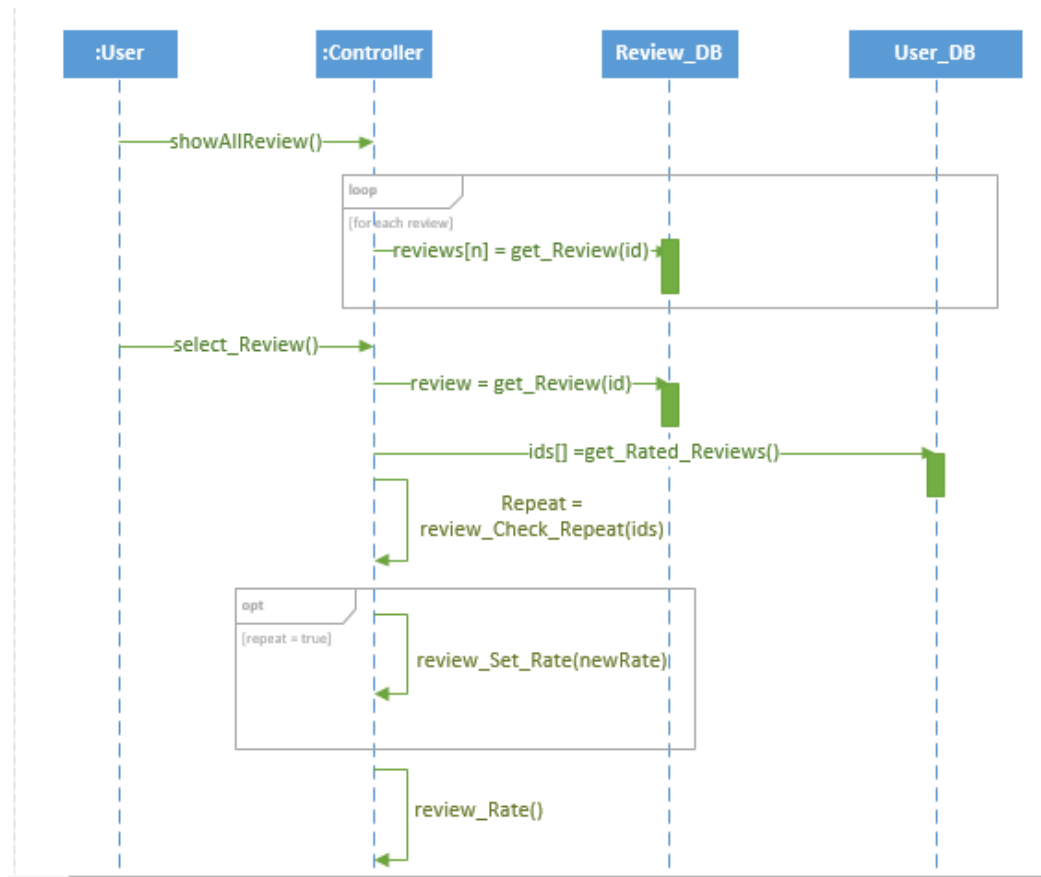 :User
:Controller
Review_DB
User_DB
showAllReview()
loop
[for each review]
reviews[n] = get_Review(id)
select_Review()
review = get_Review(id)
ids[] =get_Rated_Reviews()
Repeat =
review_Check_Repeat(ids)
opt
[repeat = true]
review_Set_Rate(newRate)
review_Rate()